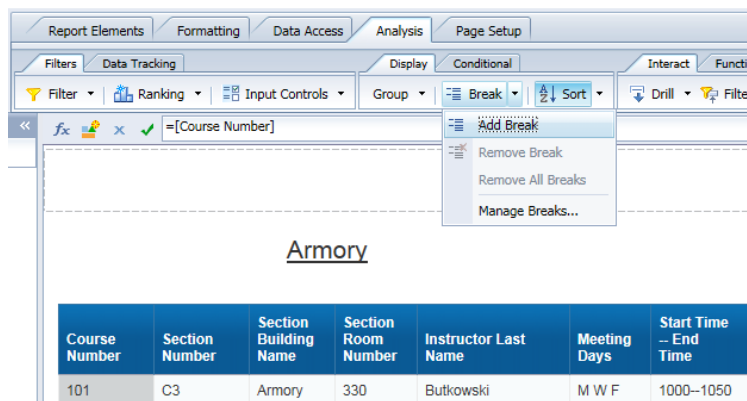 Report Elements Formatting Data Access Analysis Page Setup
Filters Data Tracking Display Conditional Interact
Filter Ranking Input Controls Group Break Sort Drill
fx =[Course Number]
Add Break
Remove Break
Remove All Breaks
Manage Breaks...
Armory
Course Number Section Number Section Building Name Section Room Number Instructor Last Name Meeting Days Start Time -- End Time
101 C3 Armory 330 Butkowski M W F 1000--1050